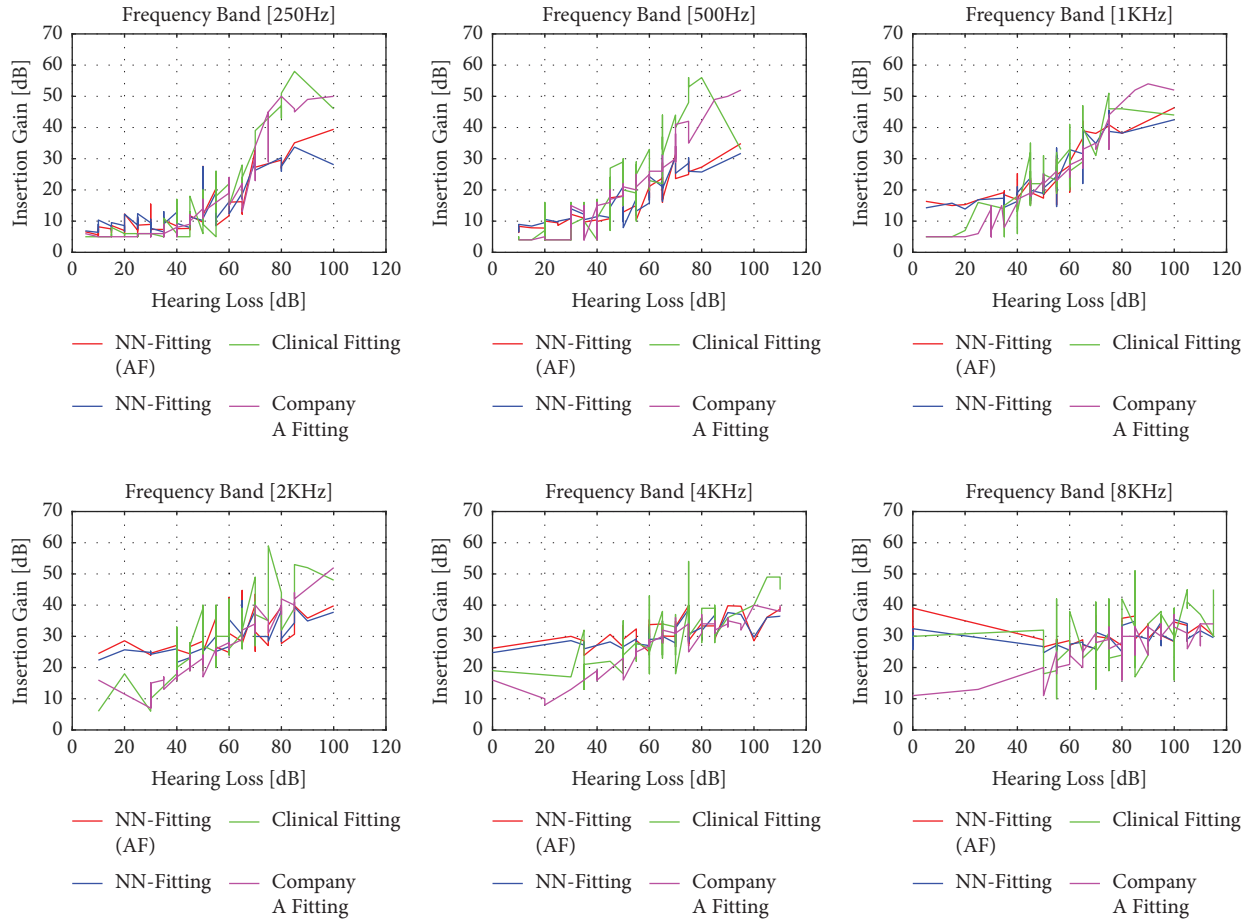 Frequency Band [250Hz]
70
60
50
40
30
20
10
0
Insertion Gain [dB]
0 20 40 60 80 100 120
Hearing Loss [dB]
NN-Fitting
(AF)
Clinical Fitting
NN-Fitting
Company
A Fitting
Frequency Band [500Hz]
70
60
50
40
30
20
10
0
Insertion Gain [dB]
0 20 40 60 80 100 120
Hearing Loss [dB]
NN-Fitting
(AF)
Clinical Fitting
NN-Fitting
Company
A Fitting
Frequency Band [1KHz]
70
60
50
40
30
20
10
0
Insertion Gain [dB]
0 20 40 60 80 100 120
Hearing Loss [dB]
NN-Fitting
(AF)
Clinical Fitting
NN-Fitting
Company
A Fitting
Frequency Band [2KHz]
70
60
50
40
30
20
10
0
Insertion Gain [dB]
0 20 40 60 80 100 120
Hearing Loss [dB]
NN-Fitting
(AF)
Clinical Fitting
NN-Fitting
Company
A Fitting
Frequency Band [4KHz]
70
60
50
40
30
20
10
0
Insertion Gain [dB]
0 20 40 60 80 100 120
Hearing Loss [dB]
NN-Fitting
(AF)
Clinical Fitting
NN-Fitting
Company
A Fitting
Frequency Band [8KHz]
70
60
50
40
30
20
10
0
Insertion Gain [dB]
0 20 40 60 80 100 120
Hearing Loss [dB]
NN-Fitting
(AF)
Clinical Fitting
NN-Fitting
Company
A Fitting